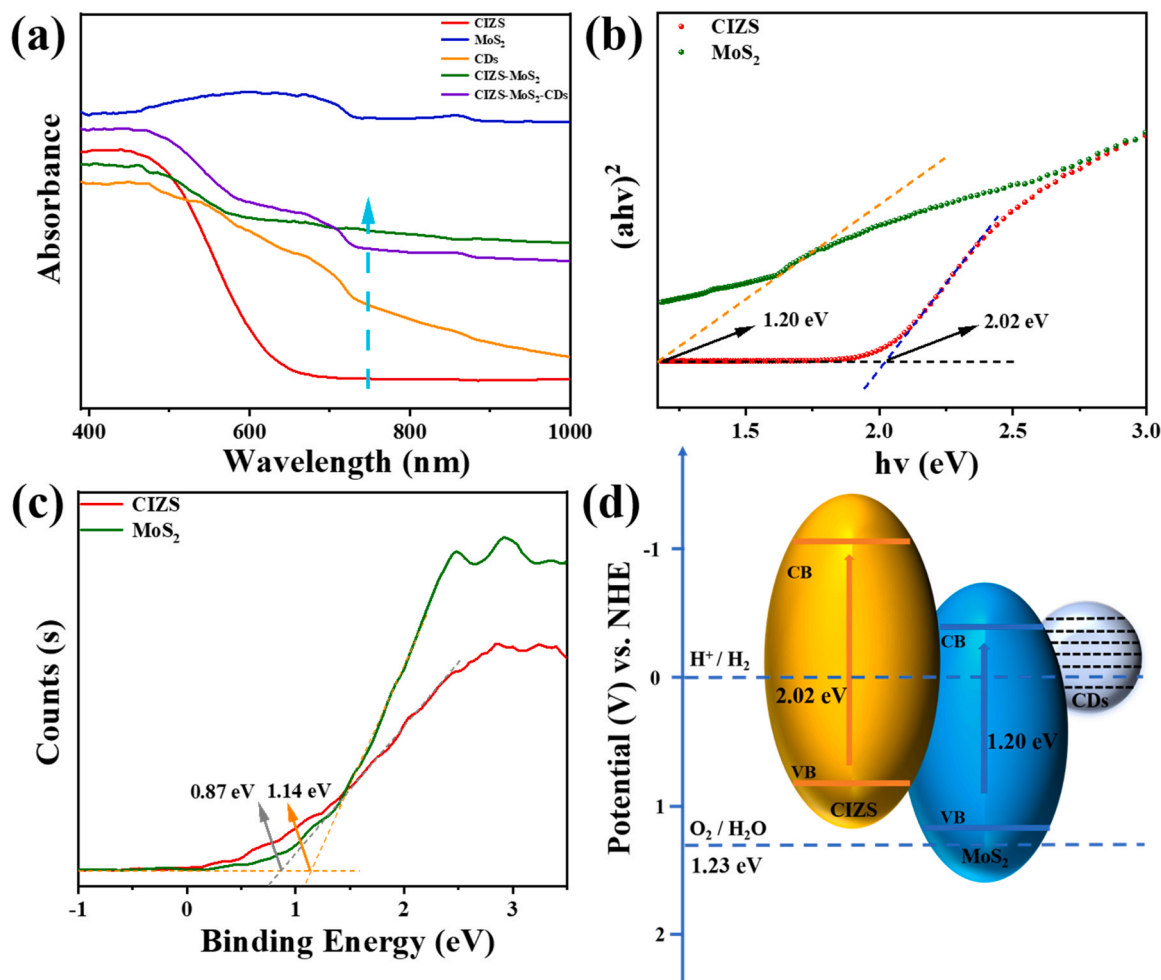 (a)
CIZS
MoS2
CDs
CIZS-MoS2
CIZS-MoS2-CDs
Absorbance
400
600
800
1000
Wavelength (nm)
(b)
CIZS
MoS2
(ahv)2
1.20 eV
2.02 eV
1.5
2.0
2.5
3.0
hv (eV)
(c)
CIZS
MoS2
Counts (s)
0.87 eV
1.14 eV
-1
0
1
2
3
Binding Energy (eV)
(d)
Potential (V) vs. NHE
-1
0
1
2
H+ / H2
O2 / H2O
1.23 eV
CB
2.02 eV
VB
CIZS
CB
1.20 eV
VB
MoS2
CDs